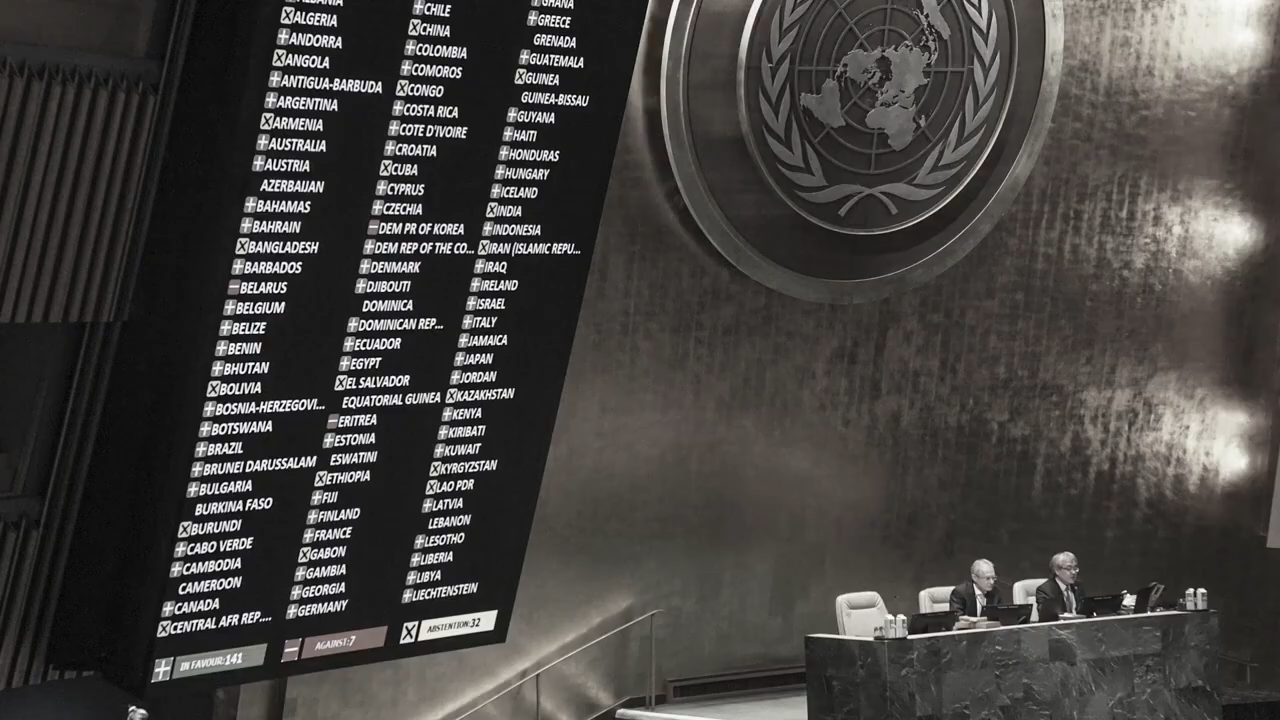 ALBANIA
ALGERIA
ANDORRA
ANGOLA
ANTIGUA-BARBUDA
ARGENTINA
ARMENIA
AUSTRALIA
AUSTRIA
AZERBAIJAN
BAHAMAS
BAHRAIN
BANGLADESH
BARBADOS
BELARUS
BELGIUM
BELIZE
BENIN
BHUTAN
BOLIVIA
BOSNIA-HERZEGOVI...
BOTSWANA
BRAZIL
BRUNEI DARUSSALAM
BULGARIA
BURKINA FASO
BURUNDI
CABO VERDE
CAMBODIA
CAMEROON
CANADA
CENTRAL AFR REP....
CHILE
CHINA
COLOMBIA
COMOROS
CONGO
COSTA RICA
COTE D'IVOIRE
CROATIA
CUBA
CYPRUS
CZECHIA
DEM PR OF KOREA
DEM REP OF THE CO...
DENMARK
DJIBOUTI
DOMINICA
DOMINICAN REP...
ECUADOR
EGYPT
EL SALVADOR
EQUATORIAL GUINEA
ERITREA
ESTONIA
ESWATINI
ETHIOPIA
FIJI
FINLAND
FRANCE
GABON
GAMBIA
GEORGIA
GERMANY
GHANA
GREECE
GRENADA
GUATEMALA
GUINEA
GUINEA-BISSAU
GUYANA
HAITI
HONDURAS
HUNGARY
ICELAND
INDIA
INDONESIA
IRAN (ISLAMIC REPU...
IRAQ
IRELAND
ISRAEL
ITALY
JAMAICA
JAPAN
JORDAN
KAZAKHSTAN
KENYA
KIRIBATI
KUWAIT
KYRGYZSTAN
LAO PDR
LATVIA
LEBANON
LESOTHO
LIBERIA
LIBYA
LIECHTENSTEIN
IN FAVOUR:141
AGAINST:7
ABSTENTION:32